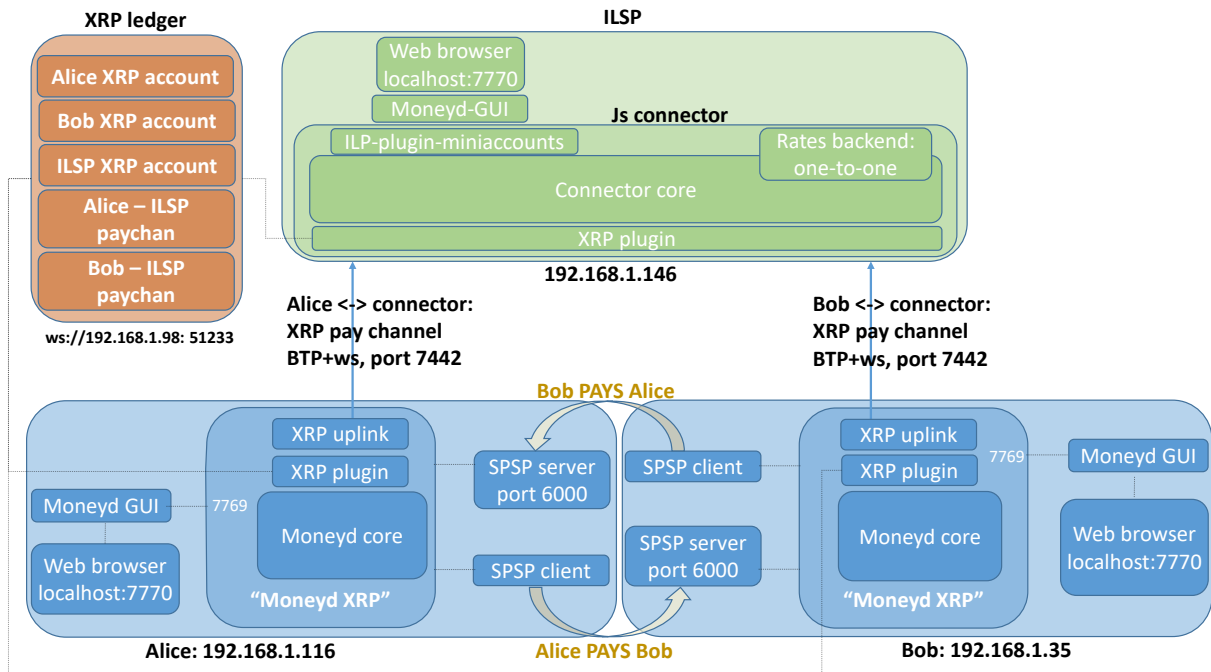 XRP ledger
Alice XRP account
Bob XRP account
ILSP XRP account
Alice – ILSP
paychan
Bob – ILSP
paychan
ws://192.168.1.98: 51233
ILSP
Web browser
localhost:7770
Moneyd-GUI
Js connector
ILP-plugin-miniaccounts
Rates backend:
one-to-one
Connector core
XRP plugin
192.168.1.146
Alice <-> connector:
XRP pay channel
BTP+ws, port 7442
Bob <-> connector:
XRP pay channel
BTP+ws, port 7442
Bob PAYS Alice
XRP uplink
XRP plugin
7769
Moneyd GUI
Web browser
localhost:7770
Moneyd core
"Moneyd XRP"
SPSP server
port 6000
SPSP client
Alice: 192.168.1.116
Alice PAYS Bob
SPSP client
SPSP server
port 6000
XRP uplink
XRP plugin
7769
Moneyd GUI
Moneyd core
Web browser
localhost:7770
"Moneyd XRP"
Bob: 192.168.1.35